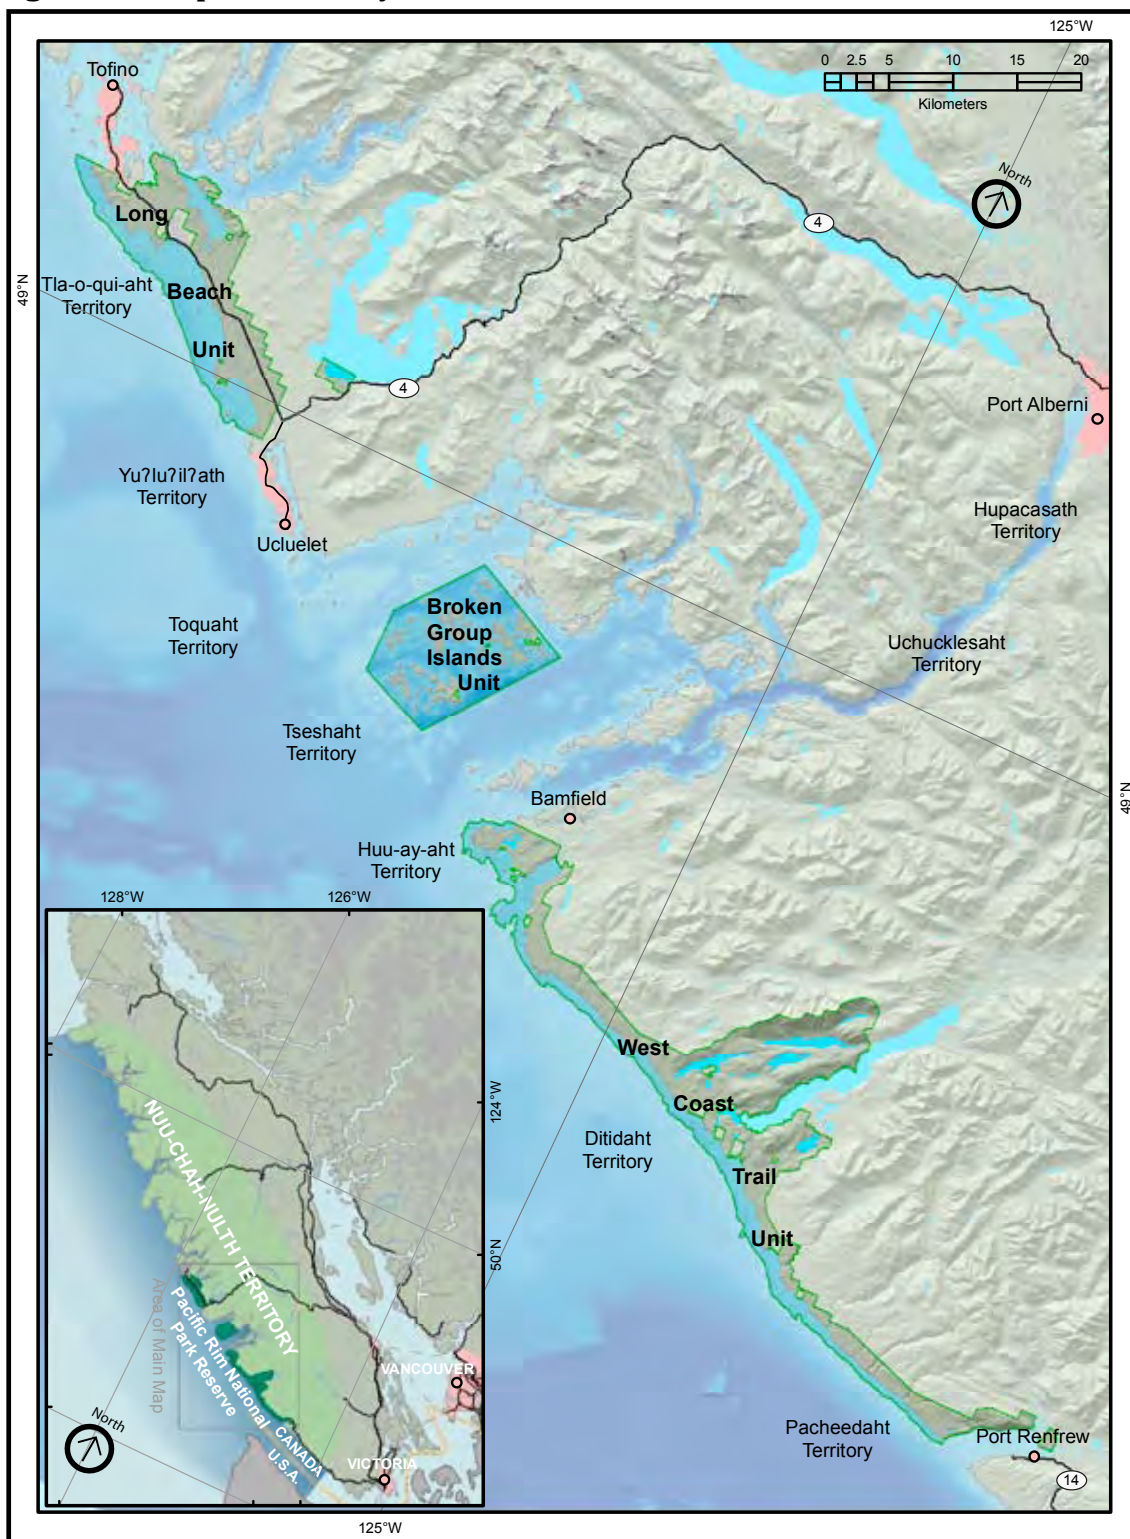 125°W
Tofino
0 2.5 5 10 15 20
Kilometers
North
4
Long
Beach
Unit
49°N
Tla-o-qui-aht
Territory
4
Port Alberni
Yu?lu?il?ath
Territory
Ucluelet
Hupacasath
Territory
Broken
Group
Islands
Unit
Toquaht
Territory
Uchucklesaht
Territory
Tseshaht
Territory
Bamfield
49°N
Huu-ay-aht
Territory
West
Coast
Trail
Unit
Ditidaht
Territory
Pacheedaht
Territory
Port Renfrew
14
128°W
126°W
124°W
50°N
NUU-CHAH-NULTH TERRITORY
Pacific Rim National
Park Reserve
Area of Main Map
CANADA
U.S.A.
VANCOUVER
VICTORIA
North
125°W